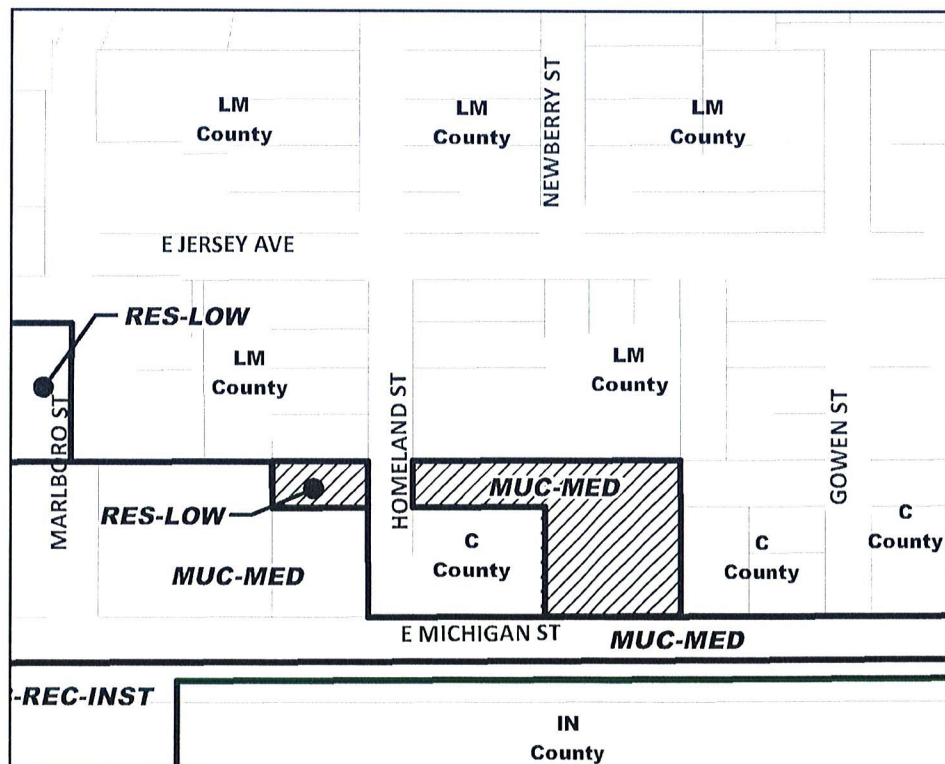 LM
County
LM
County
NEWBERRY ST
LM
County
E JERSEY AVE
RES-LOW
LM
County
LM
County
MARLBORO ST
HOMELAND ST
GOWEN ST
MUC-MED
RES-LOW
C
County
C
County
C
County
MUC-MED
E MICHIGAN ST
MUC-MED
-REC-INST
IN
County